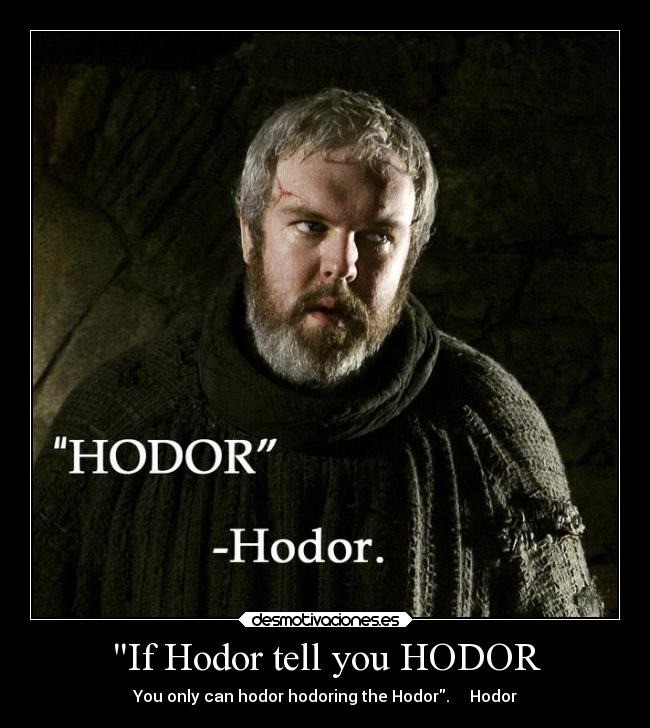 “HODOR”
-Hodor.
desmotivaciones.es
"If Hodor tell you HODOR
You only can hodor hodoring the Hodor". Hodor